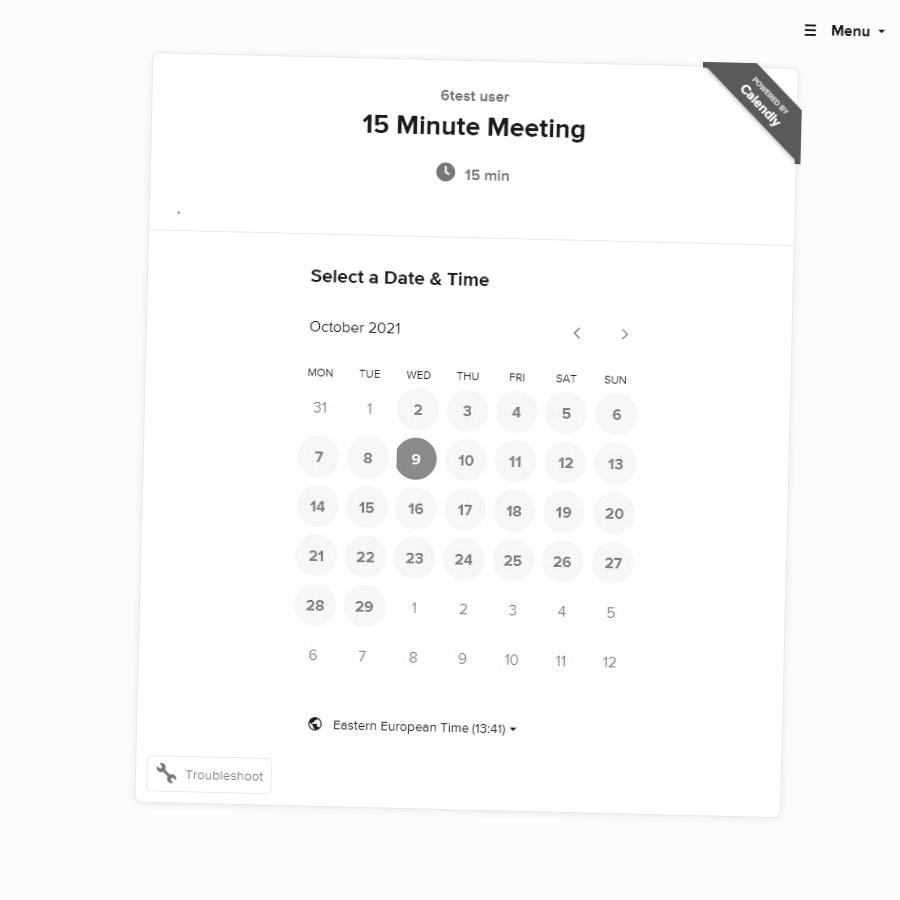 Menu
POWERED BY
Calendly
6test user
15 Minute Meeting
15 min
.
Select a Date & Time
October 2021
MON TUE WED THU FRI SAT SUN
31 1 2 3 4 5 6
7 8 9 10 11 12 13
14 15 16 17 18 19 20
21 22 23 24 25 26 27
28 29 1 2 3 4 5
6 7 8 9 10 11 12
Eastern European Time (13:41)
Troubleshoot